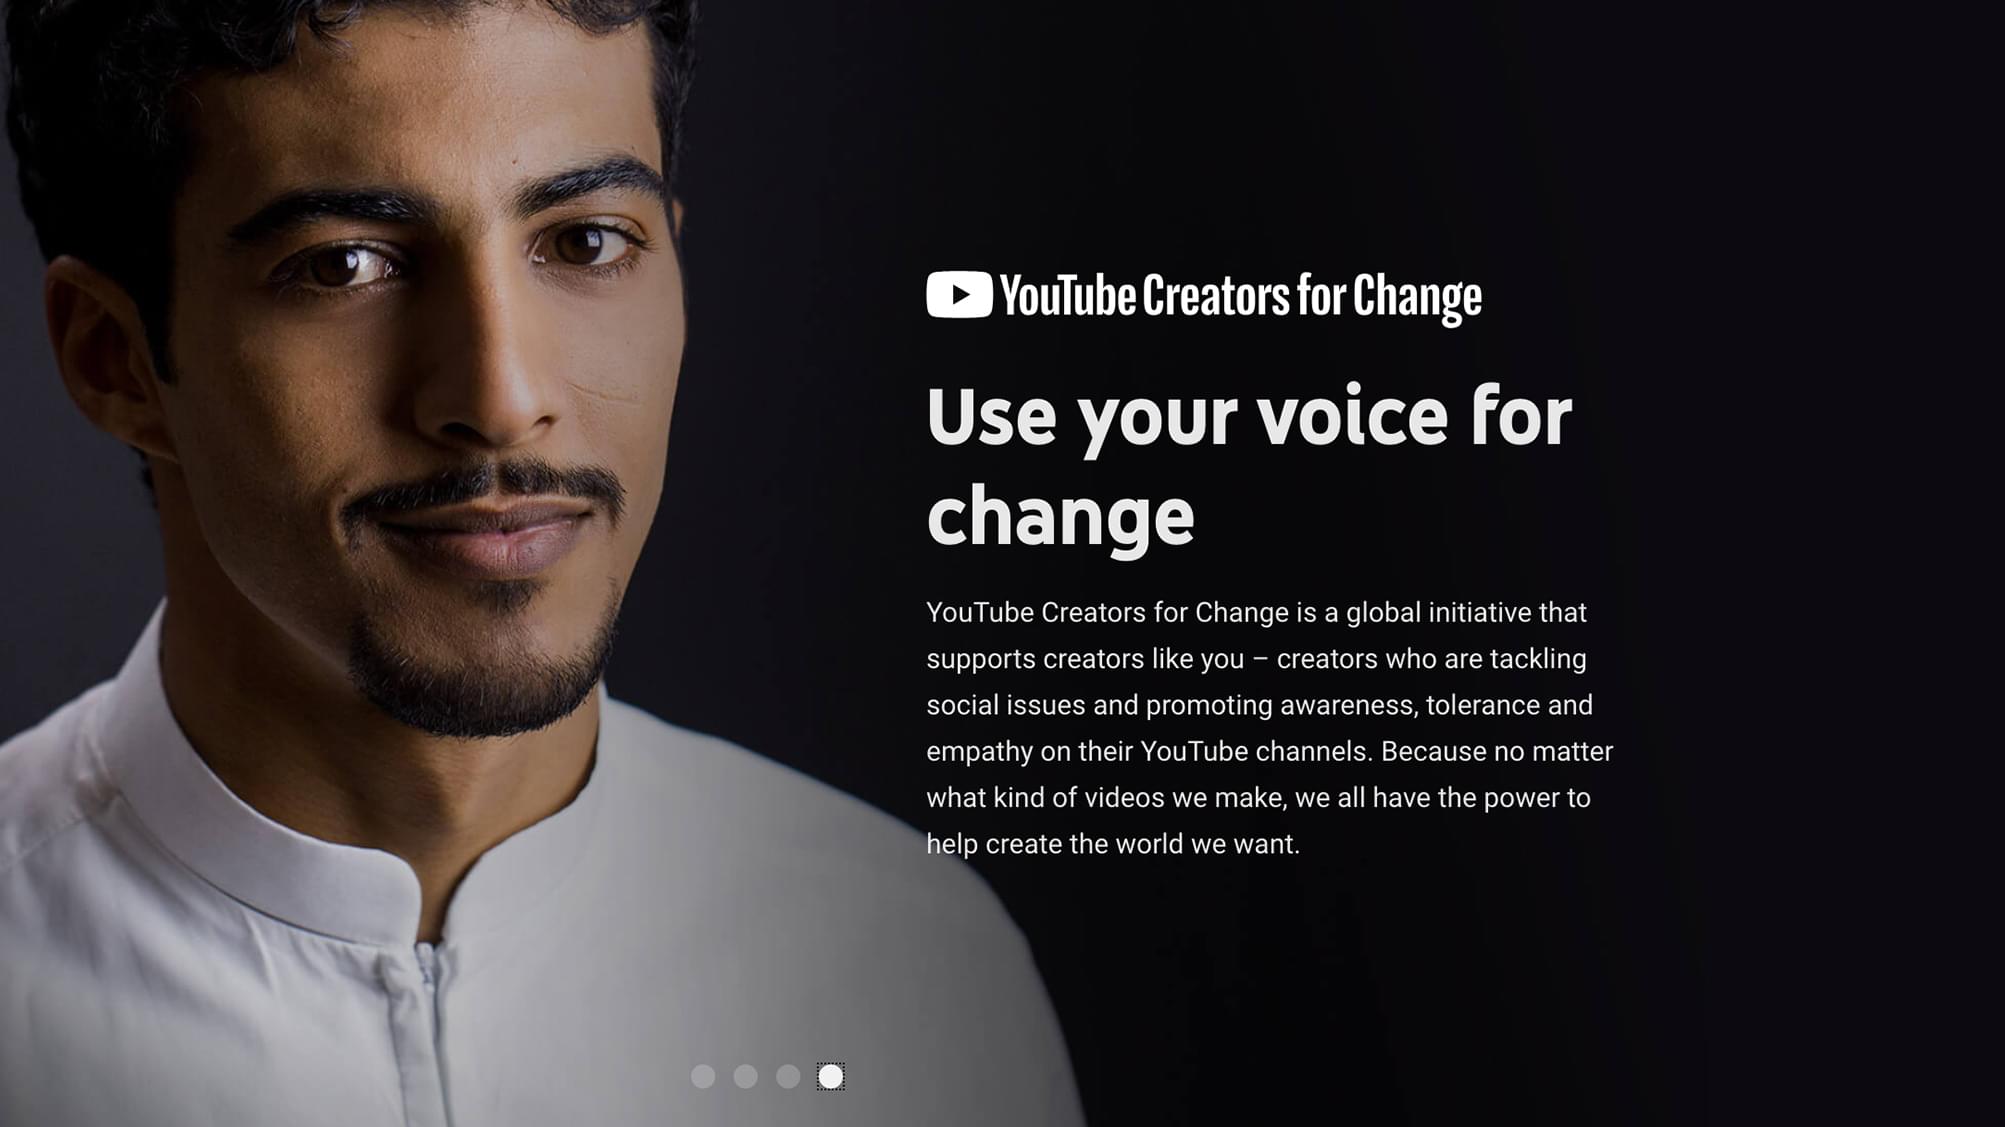 YouTube Creators for Change
Use your voice for
change
YouTube Creators for Change is a global initiative that
supports creators like you – creators who are tackling
social issues and promoting awareness, tolerance and
empathy on their YouTube channels. Because no matter
what kind of videos we make, we all have the power to
help create the world we want.